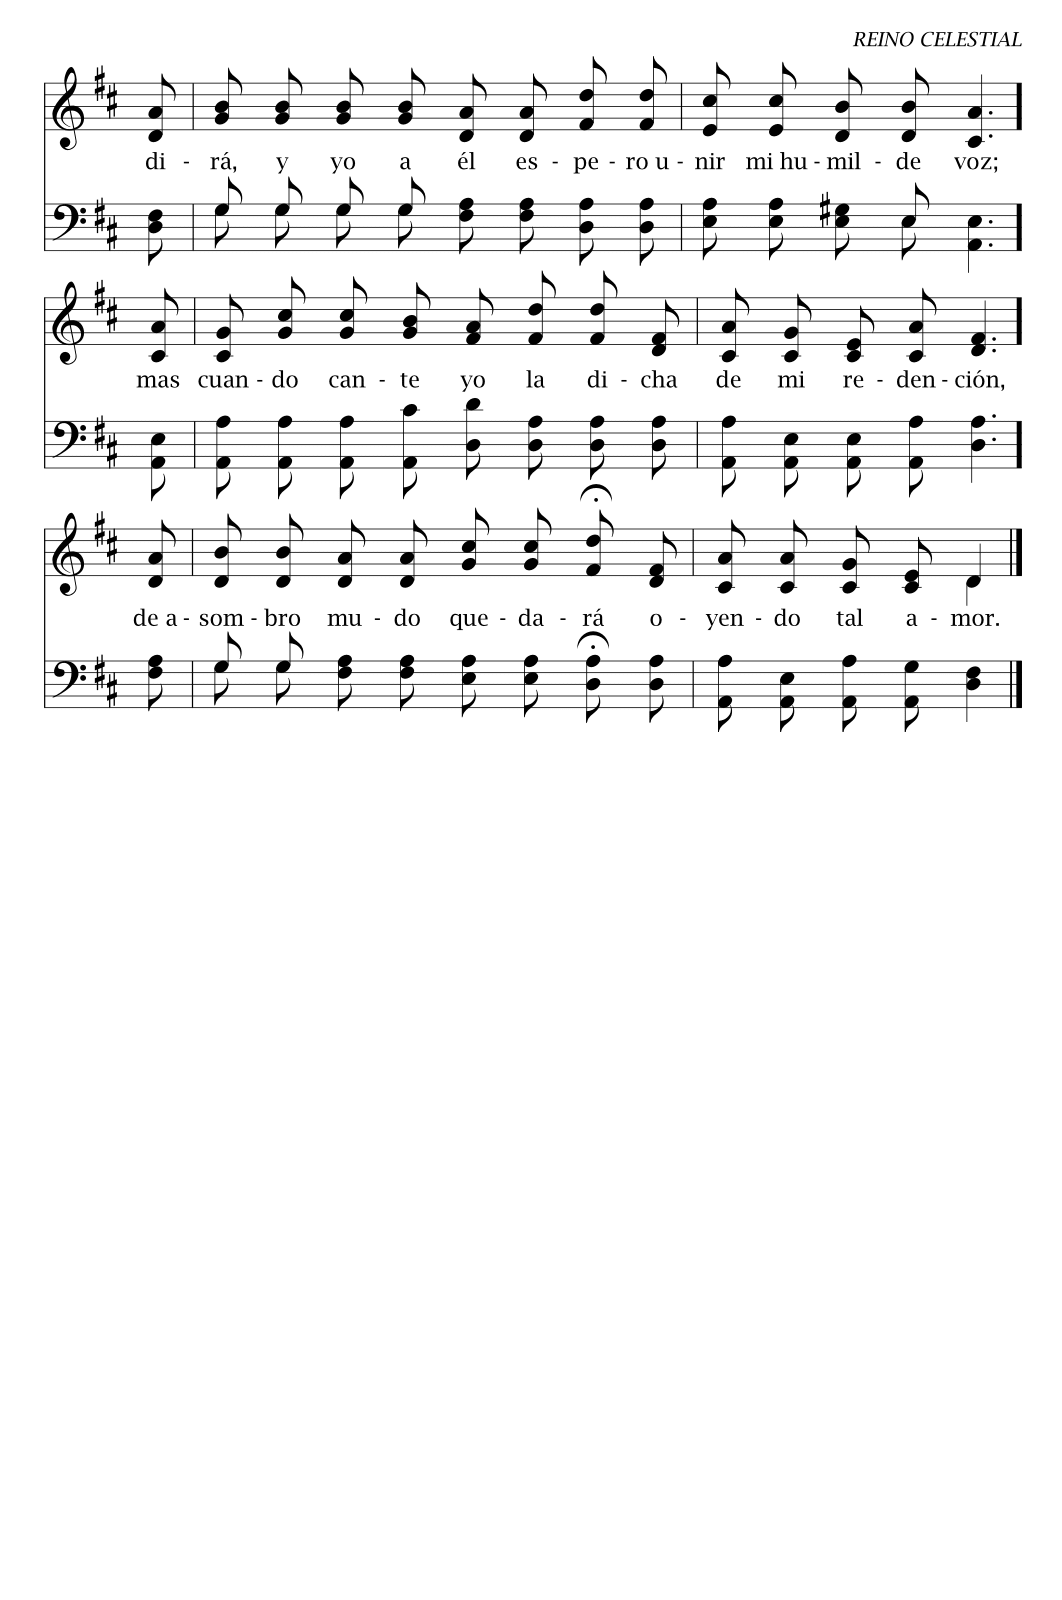 REINO CELESTIAL
di - rá, y yo a él es - pe - ro u - nir mi hu - mil - de voz;
mas cuan - do can - te yo la di - cha de mi re - den - ción,
de a - som - bro mu - do que - da - rá o - yen - do tal a - mor.